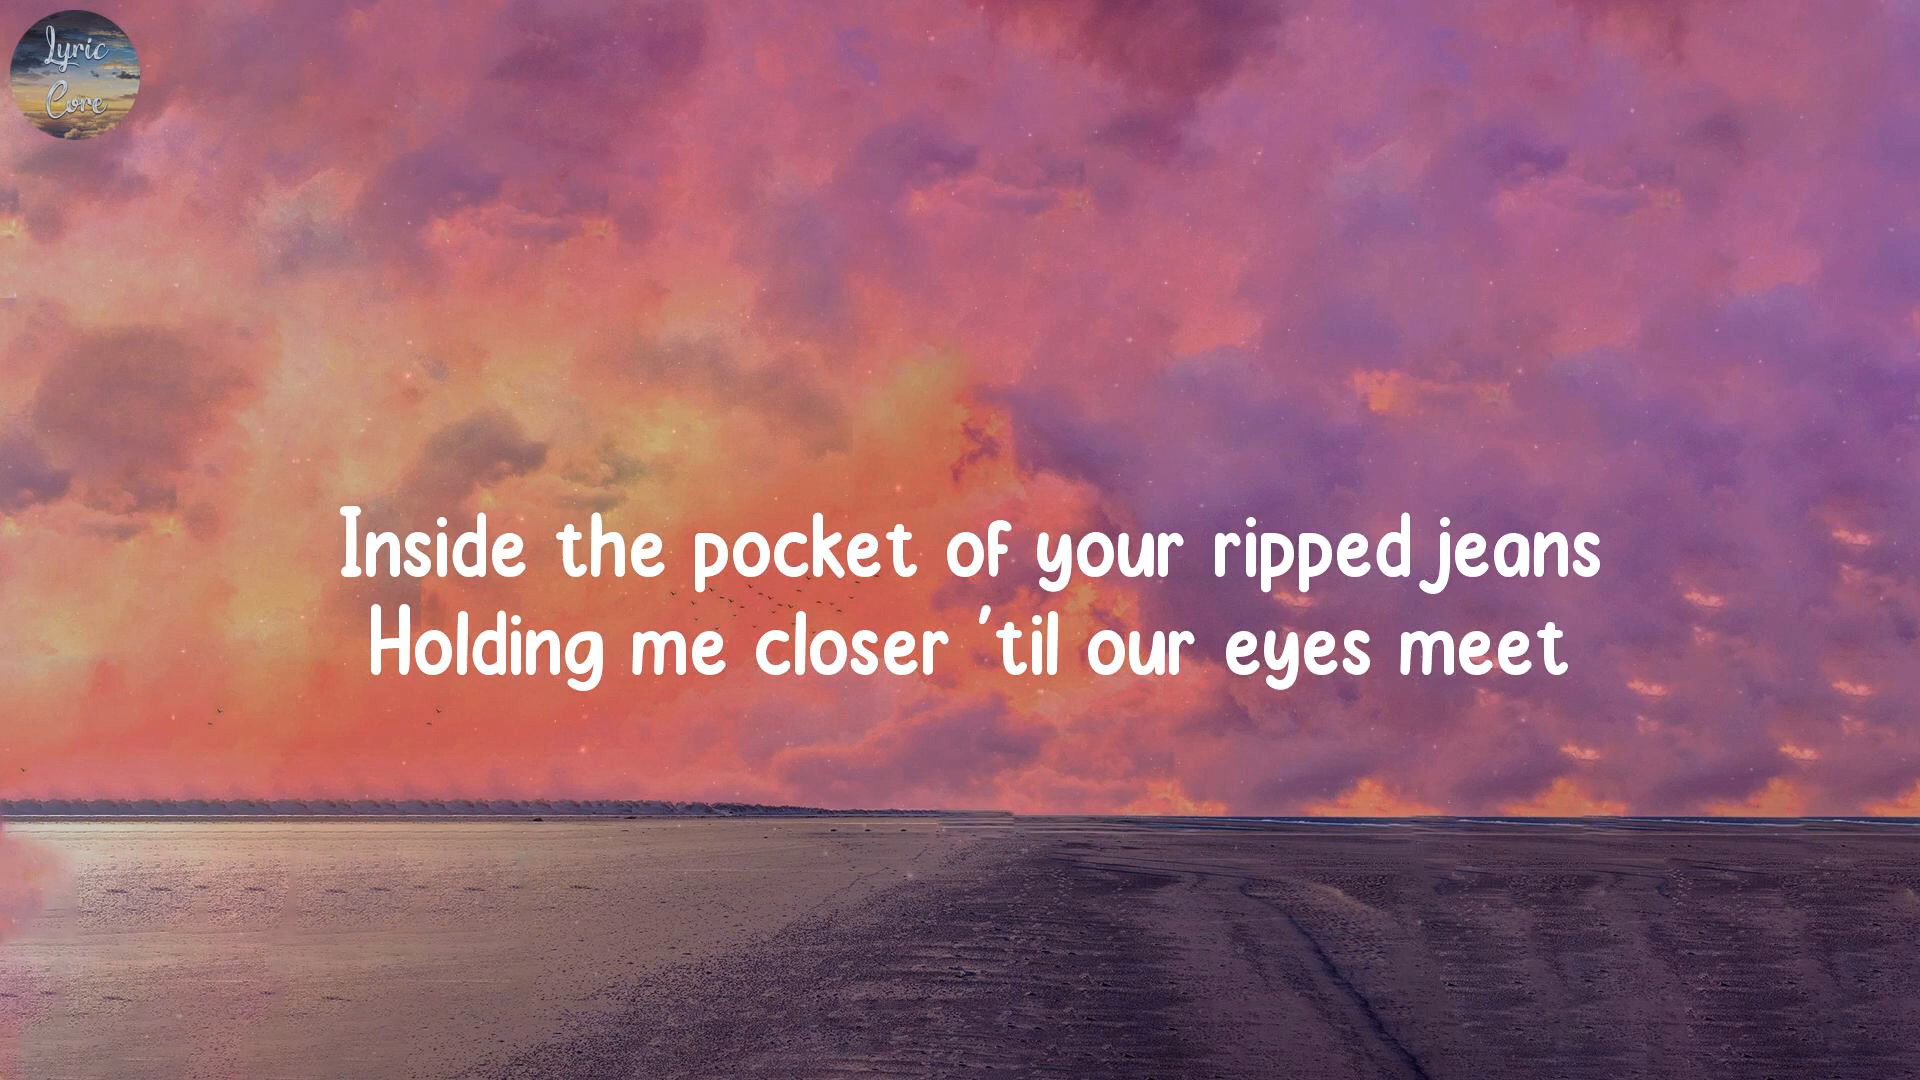 Lyric
Core
Inside the pocket of your ripped jeans
Holding me closer 'til our eyes meet